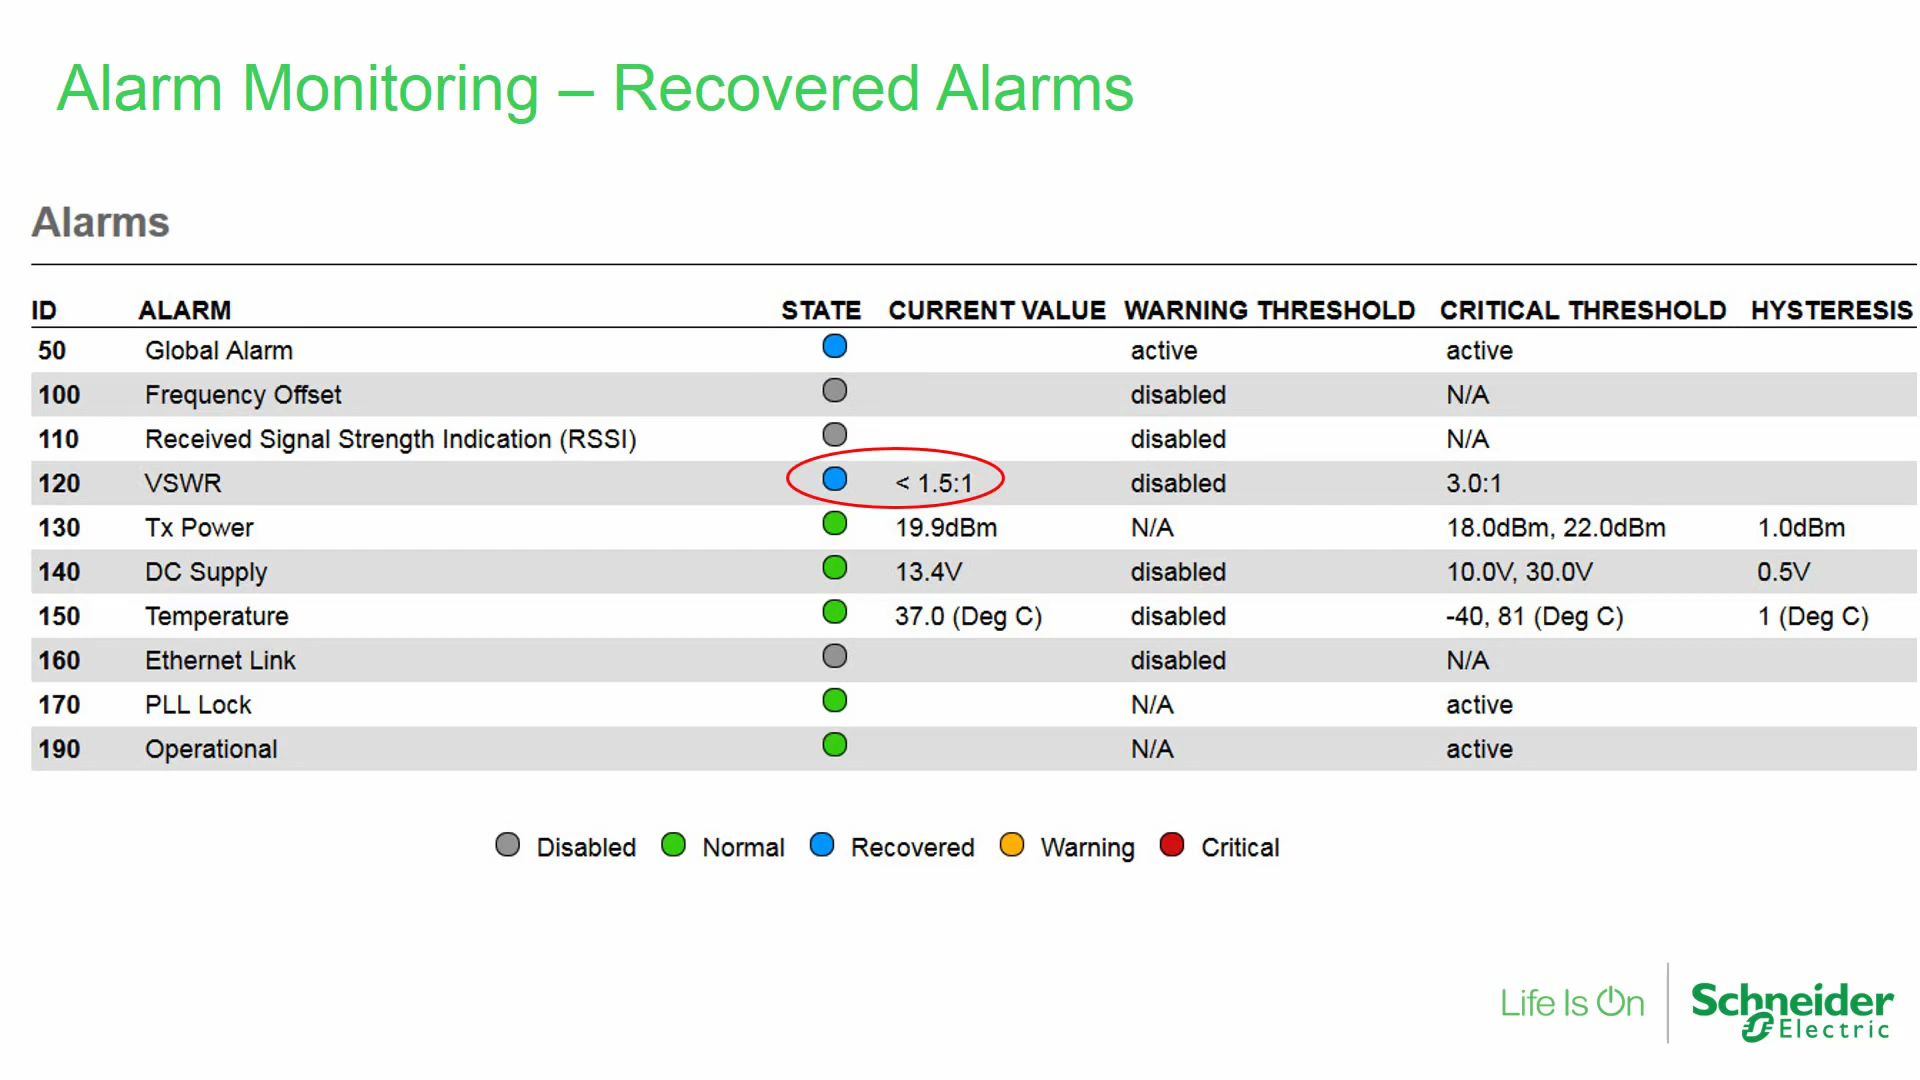 Alarm Monitoring – Recovered Alarms
Alarms
ID ALARM STATE CURRENT VALUE WARNING THRESHOLD CRITICAL THRESHOLD HYSTERESIS
50 Global Alarm active active
100 Frequency Offset disabled N/A
110 Received Signal Strength Indication (RSSI) disabled N/A
120 VSWR < 1.5:1 disabled 3.0:1
130 Tx Power 19.9dBm N/A 18.0dBm, 22.0dBm 1.0dBm
140 DC Supply 13.4V disabled 10.0V, 30.0V 0.5V
150 Temperature 37.0 (Deg C) disabled -40, 81 (Deg C) 1 (Deg C)
160 Ethernet Link disabled N/A
170 PLL Lock N/A active
190 Operational N/A active
Disabled Normal Recovered Warning Critical
Life Is On Schneider
Electric